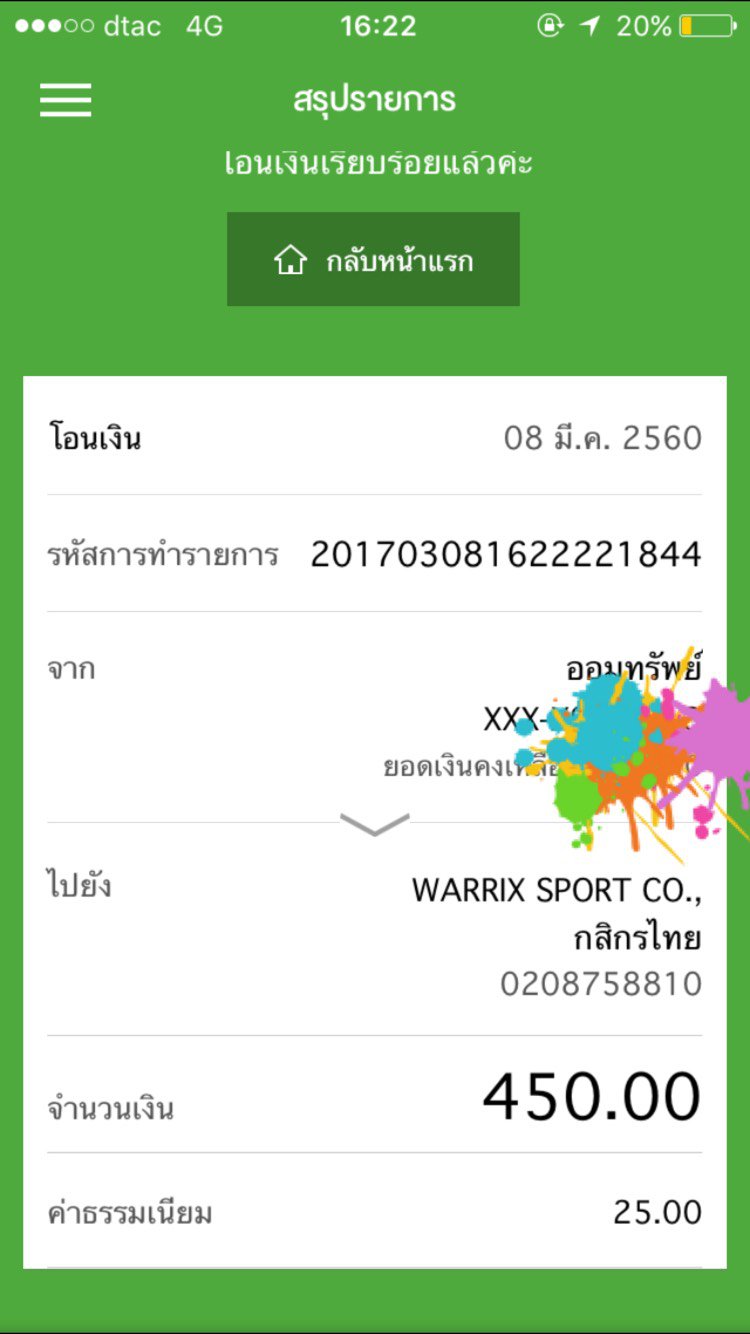 dtac 4G 16:22 20%
สรุปรายการ
โอนเงินเรียบร้อยแล้วค่ะ
กลับหน้าแรก
โอนเงิน 08 มี.ค. 2560
รหัสการทำรายการ 201703081622221844
จาก ออมทรัพย์
XXX-
ยอดเงินคงเหลือ
ไปยัง WARRIX SPORT CO.,
กสิกรไทย
0208758810
จำนวนเงิน 450.00
ค่าธรรมเนียม 25.00